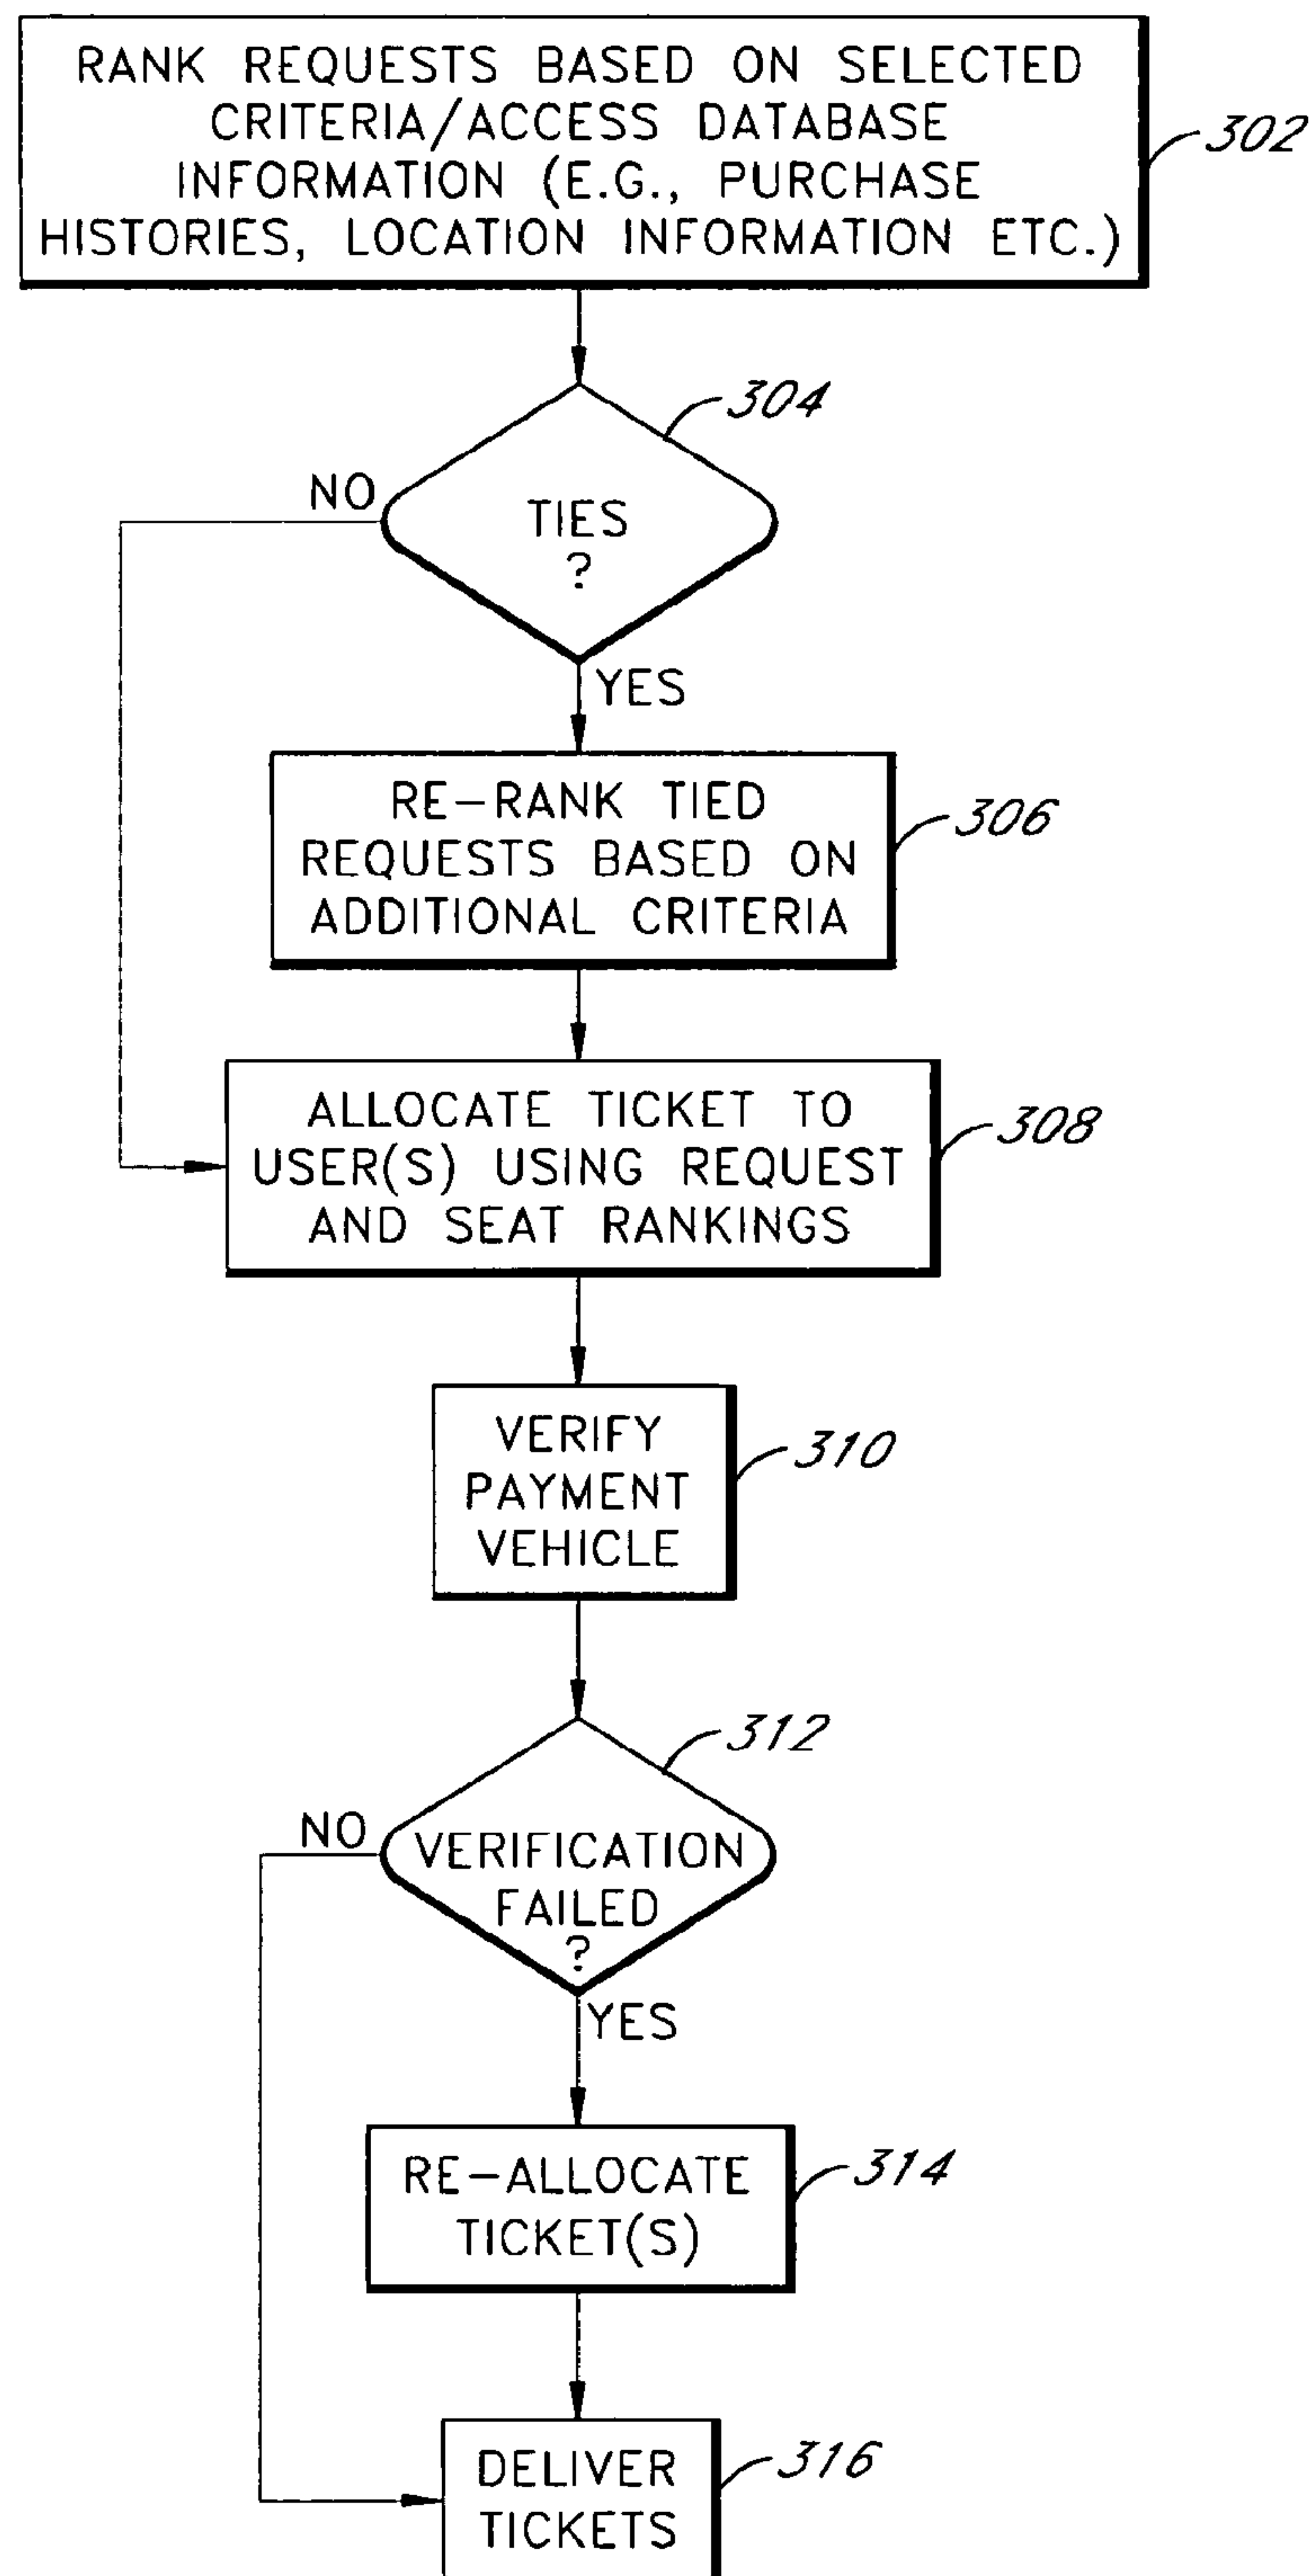 RANK REQUESTS BASED ON SELECTED
CRITERIA/ACCESS DATABASE
INFORMATION (E.G., PURCHASE
HISTORIES, LOCATION INFORMATION ETC.)
302
304
NO
TIES
?
YES
RE-RANK TIED
REQUESTS BASED ON
ADDITIONAL CRITERIA
306
ALLOCATE TICKET TO
USER(S) USING REQUEST
AND SEAT RANKINGS
308
VERIFY
PAYMENT
VEHICLE
310
312
NO
VERIFICATION
FAILED
?
YES
RE-ALLOCATE
TICKET(S)
314
DELIVER
TICKETS
316